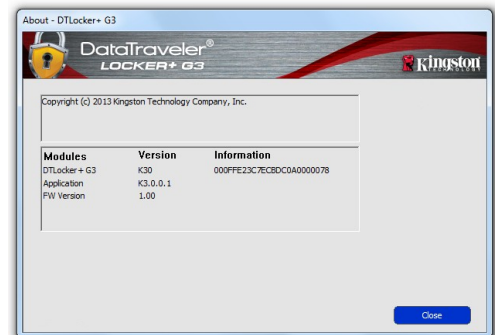 About - DTLocker+ G3
DataTraveler®
LOCKER+ G3
Kingston
TECHNOLOGY
Copyright (c) 2013 Kingston Technology Company, Inc.
Modules Version Information
DTLocker+ G3 K30 000FFE23C7ECBDC0A0000078
Application K3.0.0.1
FW Version 1.00
Close